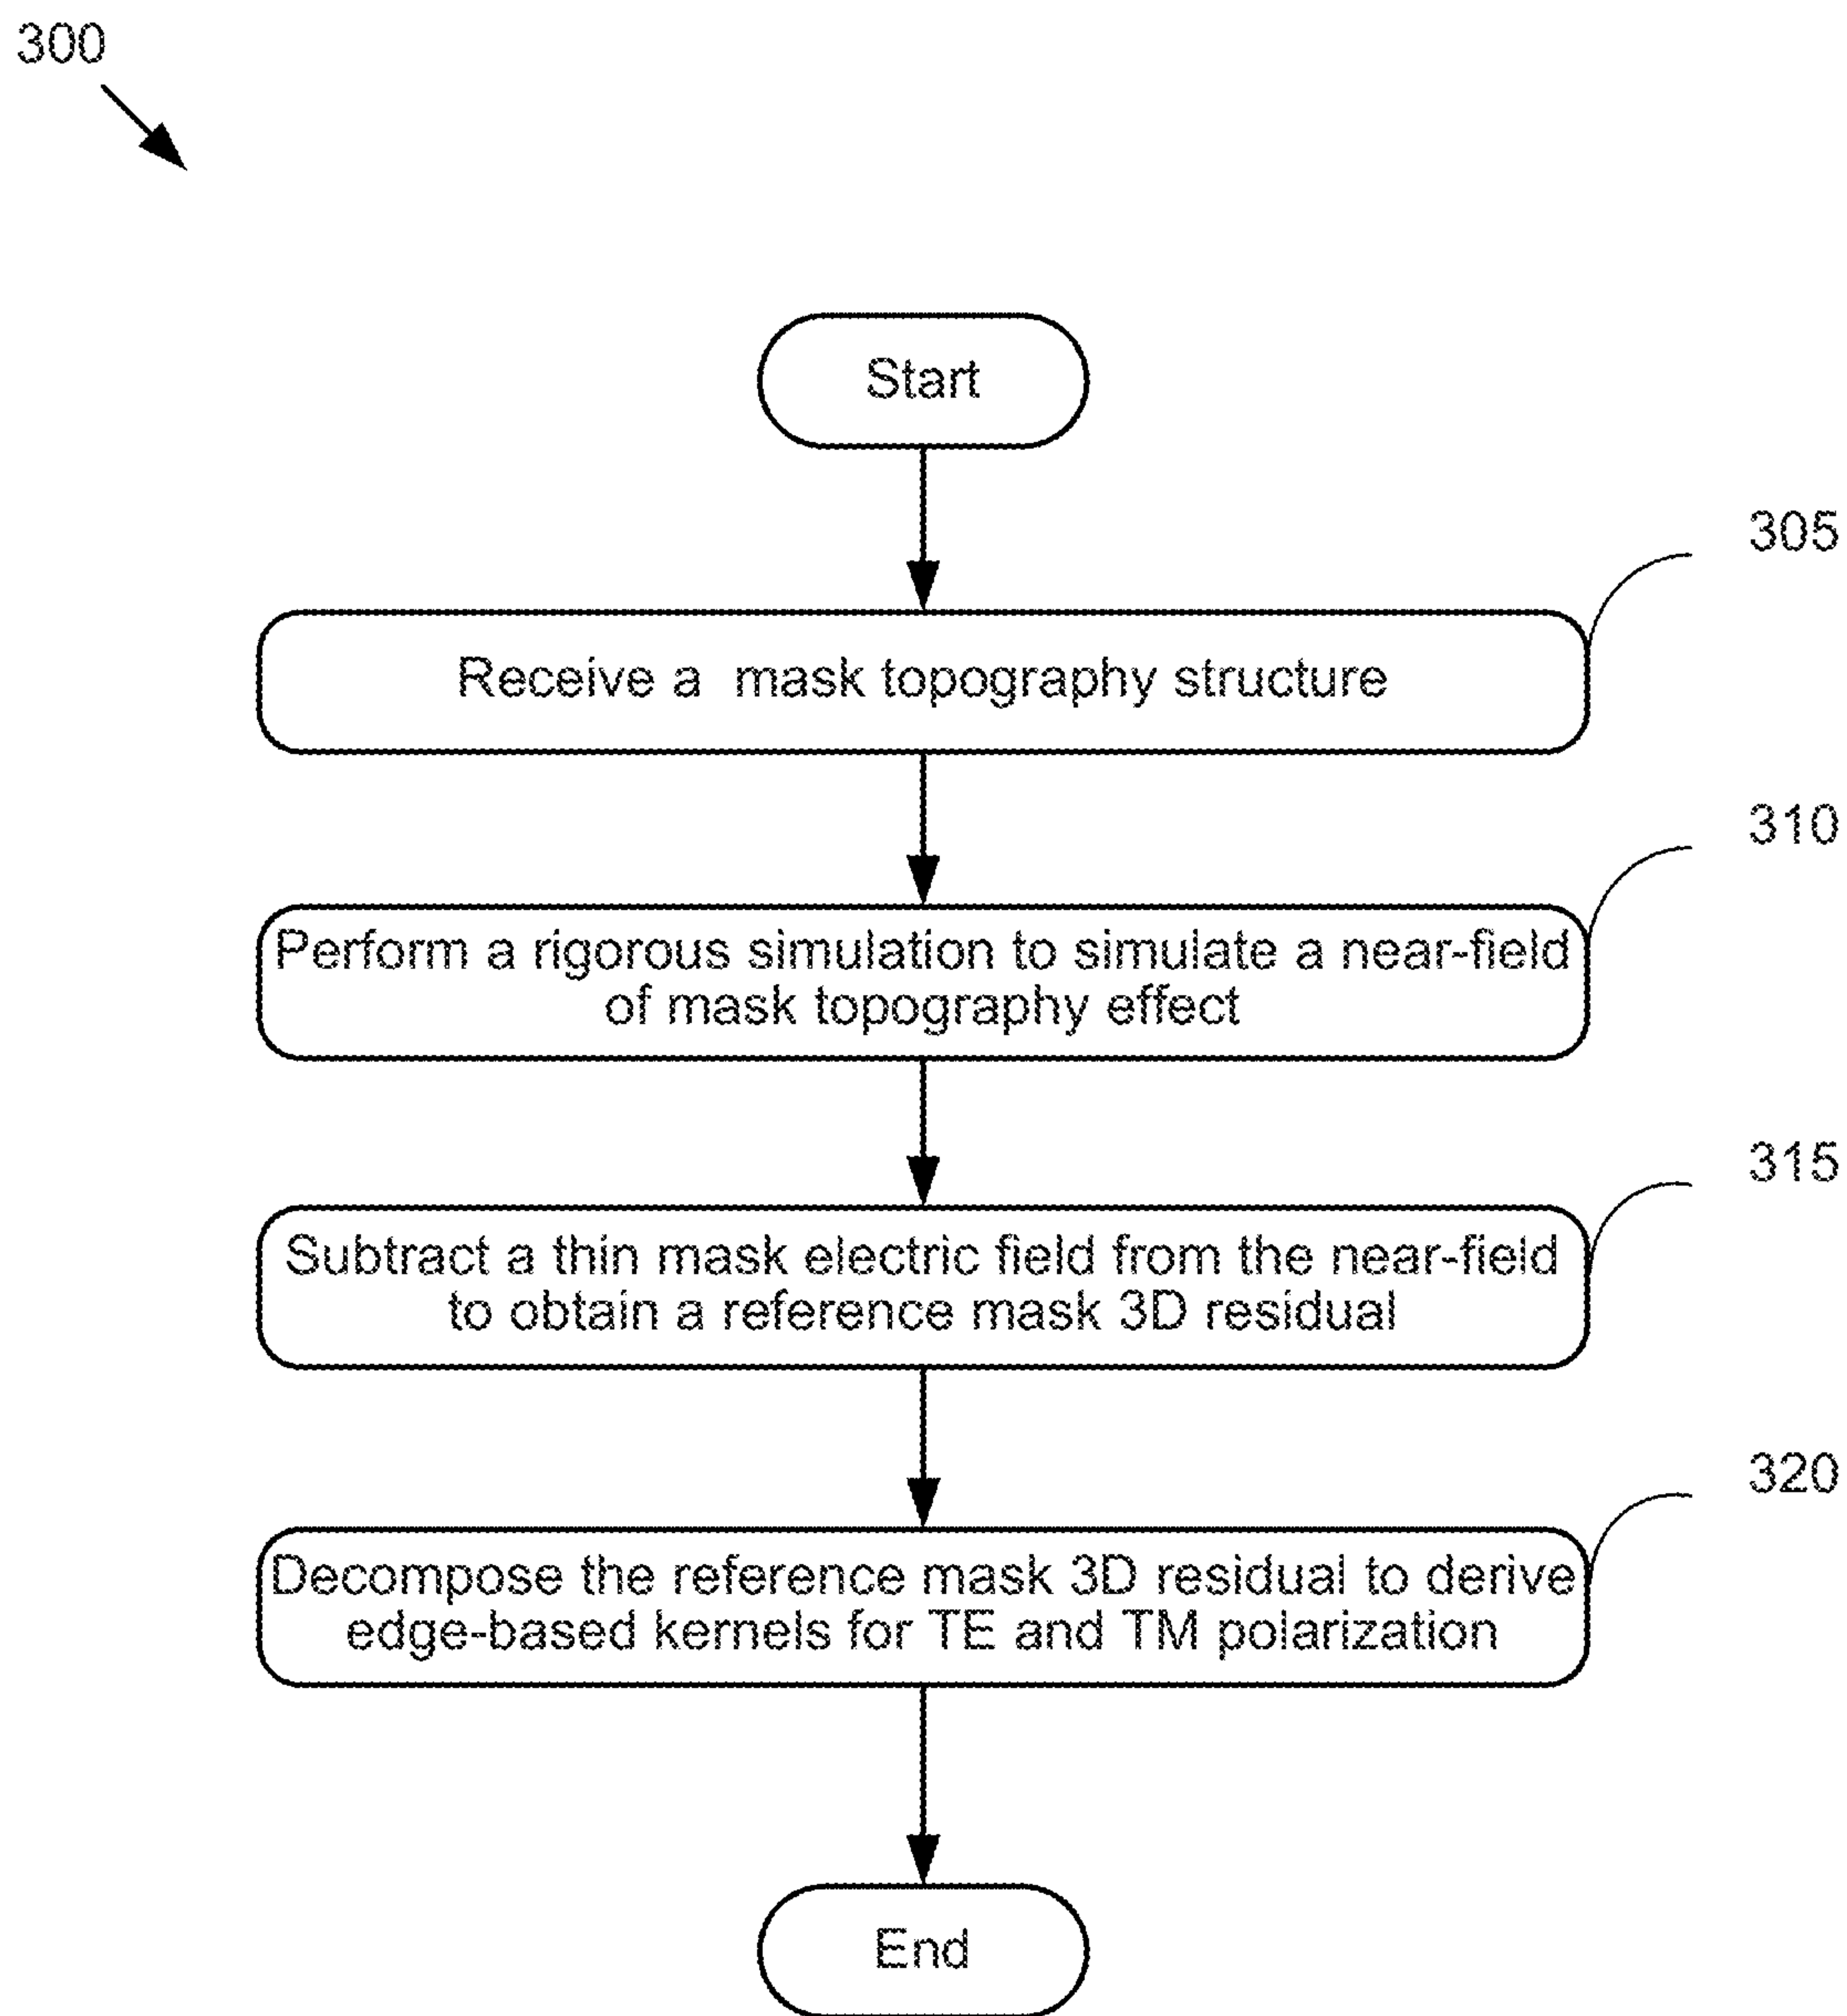 300
Start
305
Receive a mask topography structure
310
Perform a rigorous simulation to simulate a near-field
of mask topography effect
315
Subtract a thin mask electric field from the near-field
to obtain a reference mask 3D residual
320
Decompose the reference mask 3D residual to derive
edge-based kernels for TE and TM polarization
End